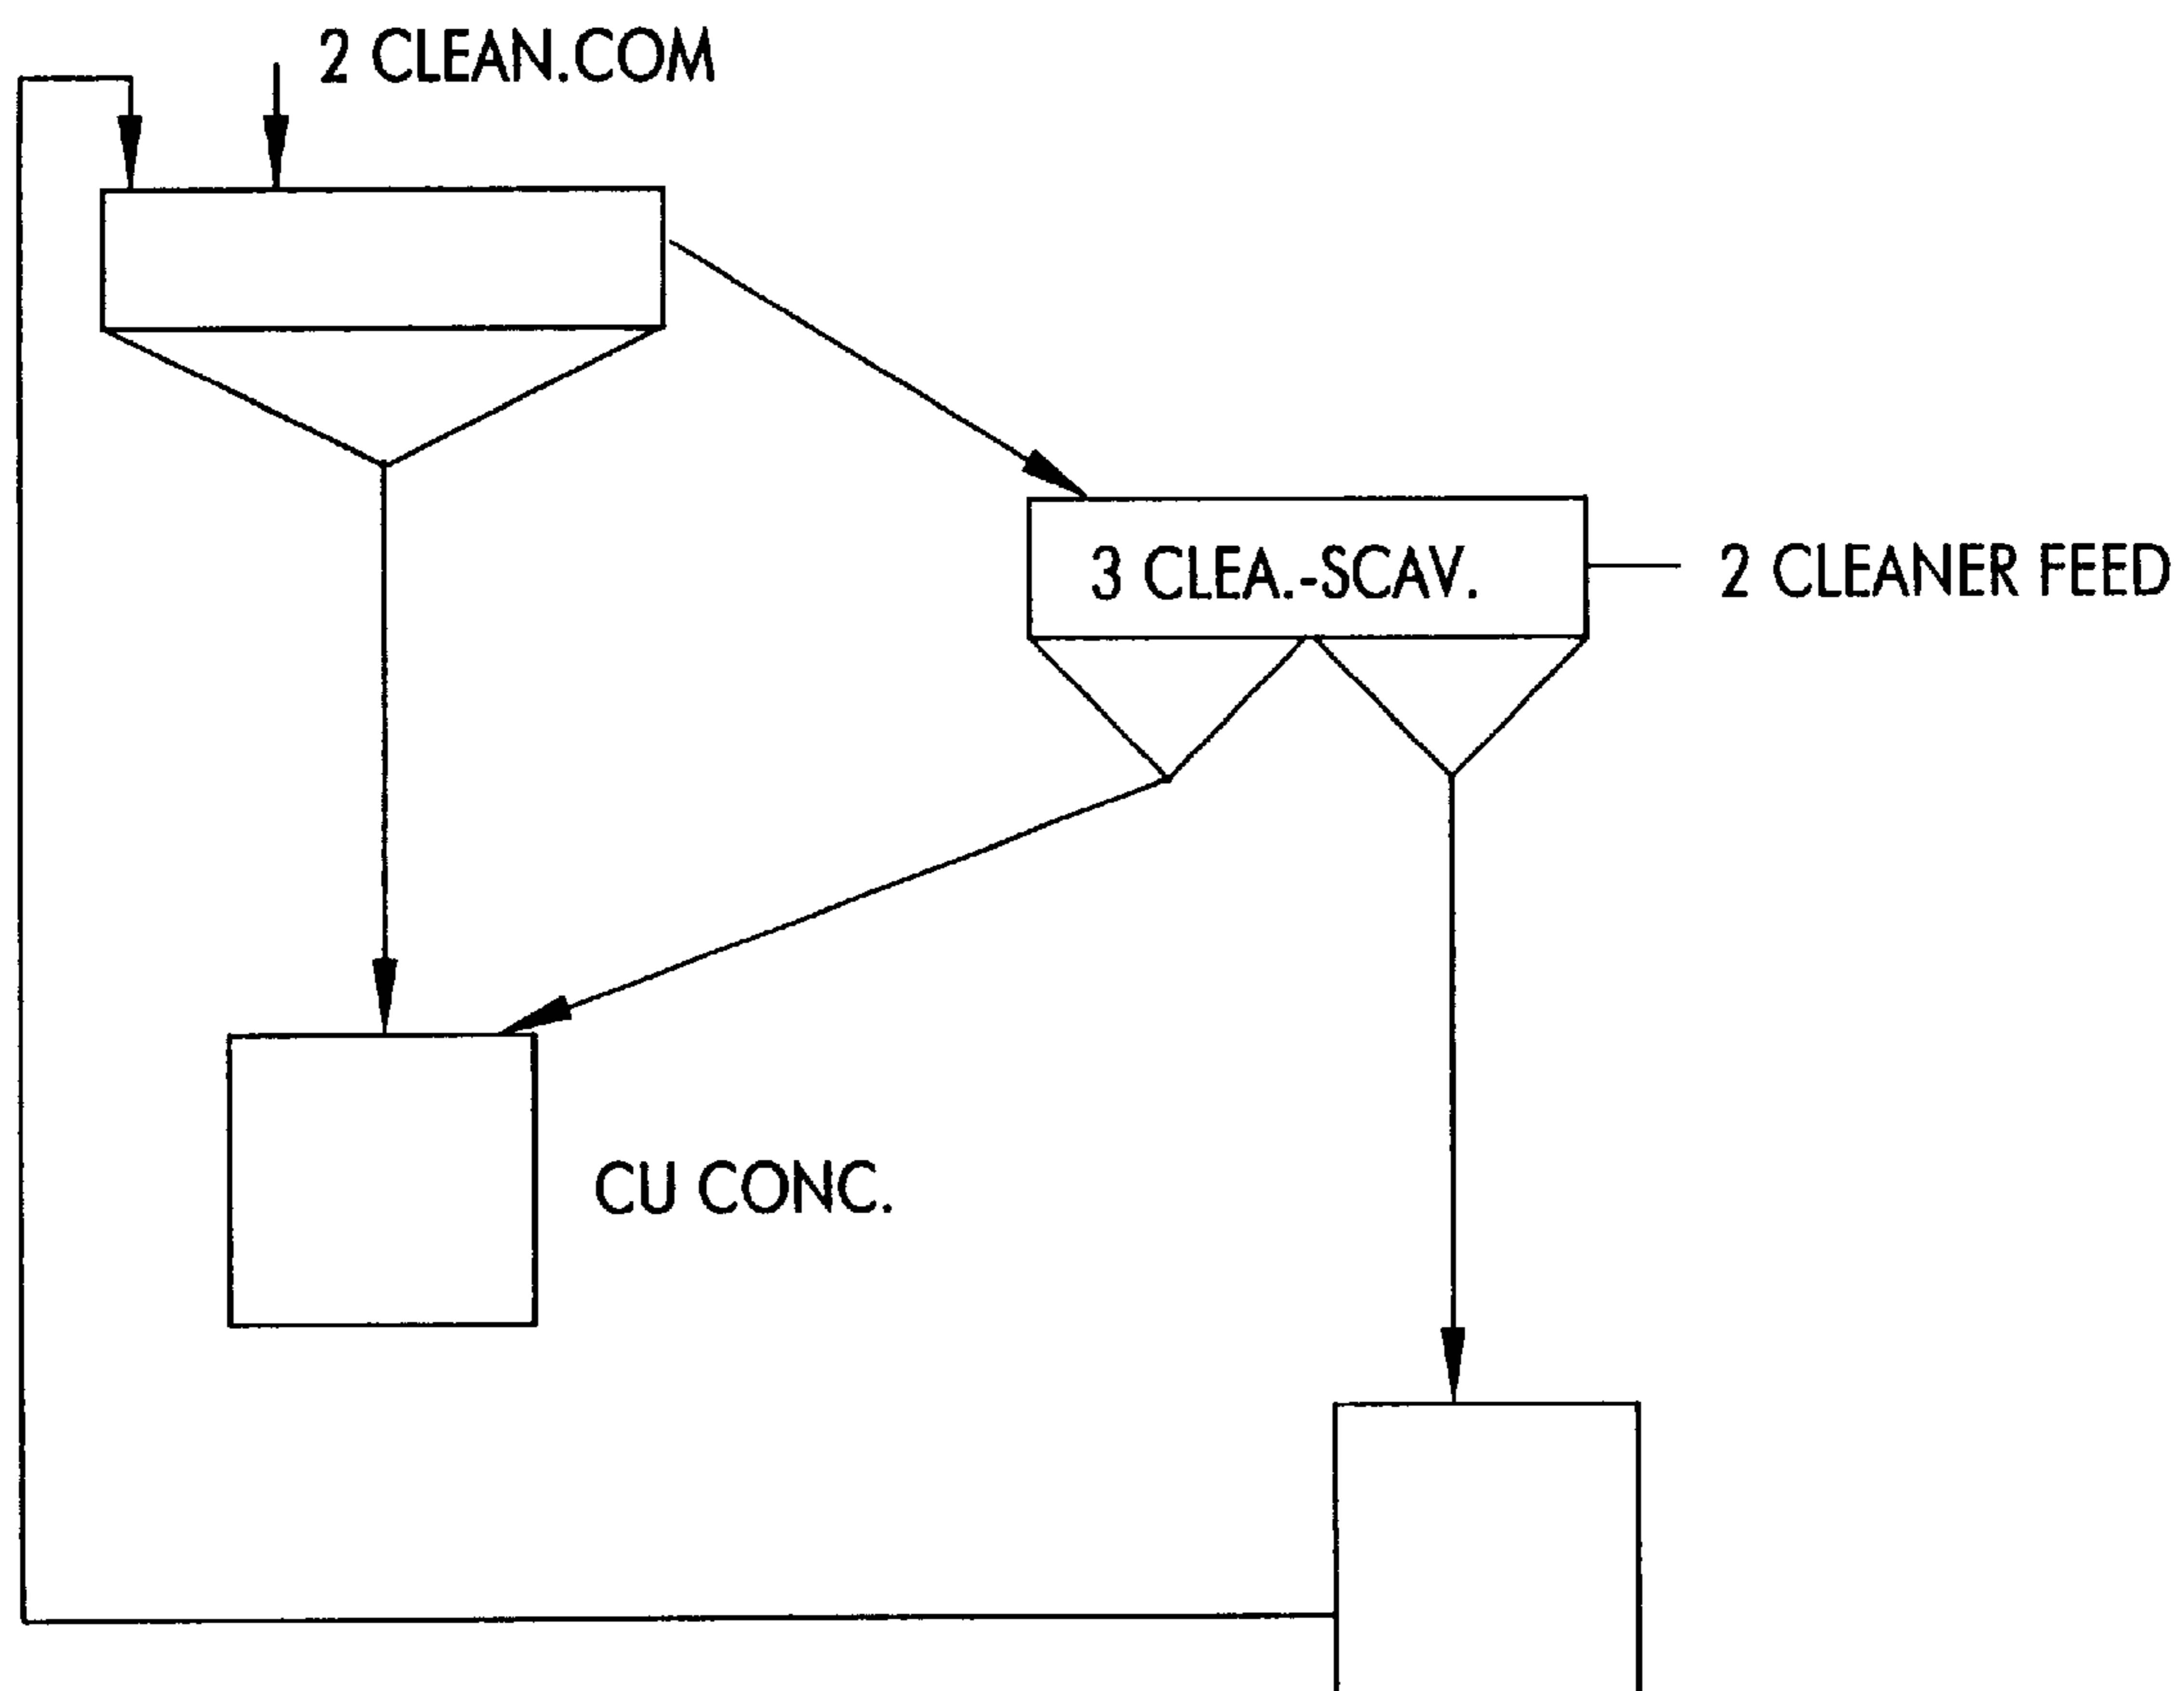 2 CLEAN.COM
3 CLEA.-SCAV.
2 CLEANER FEED
CU CONC.